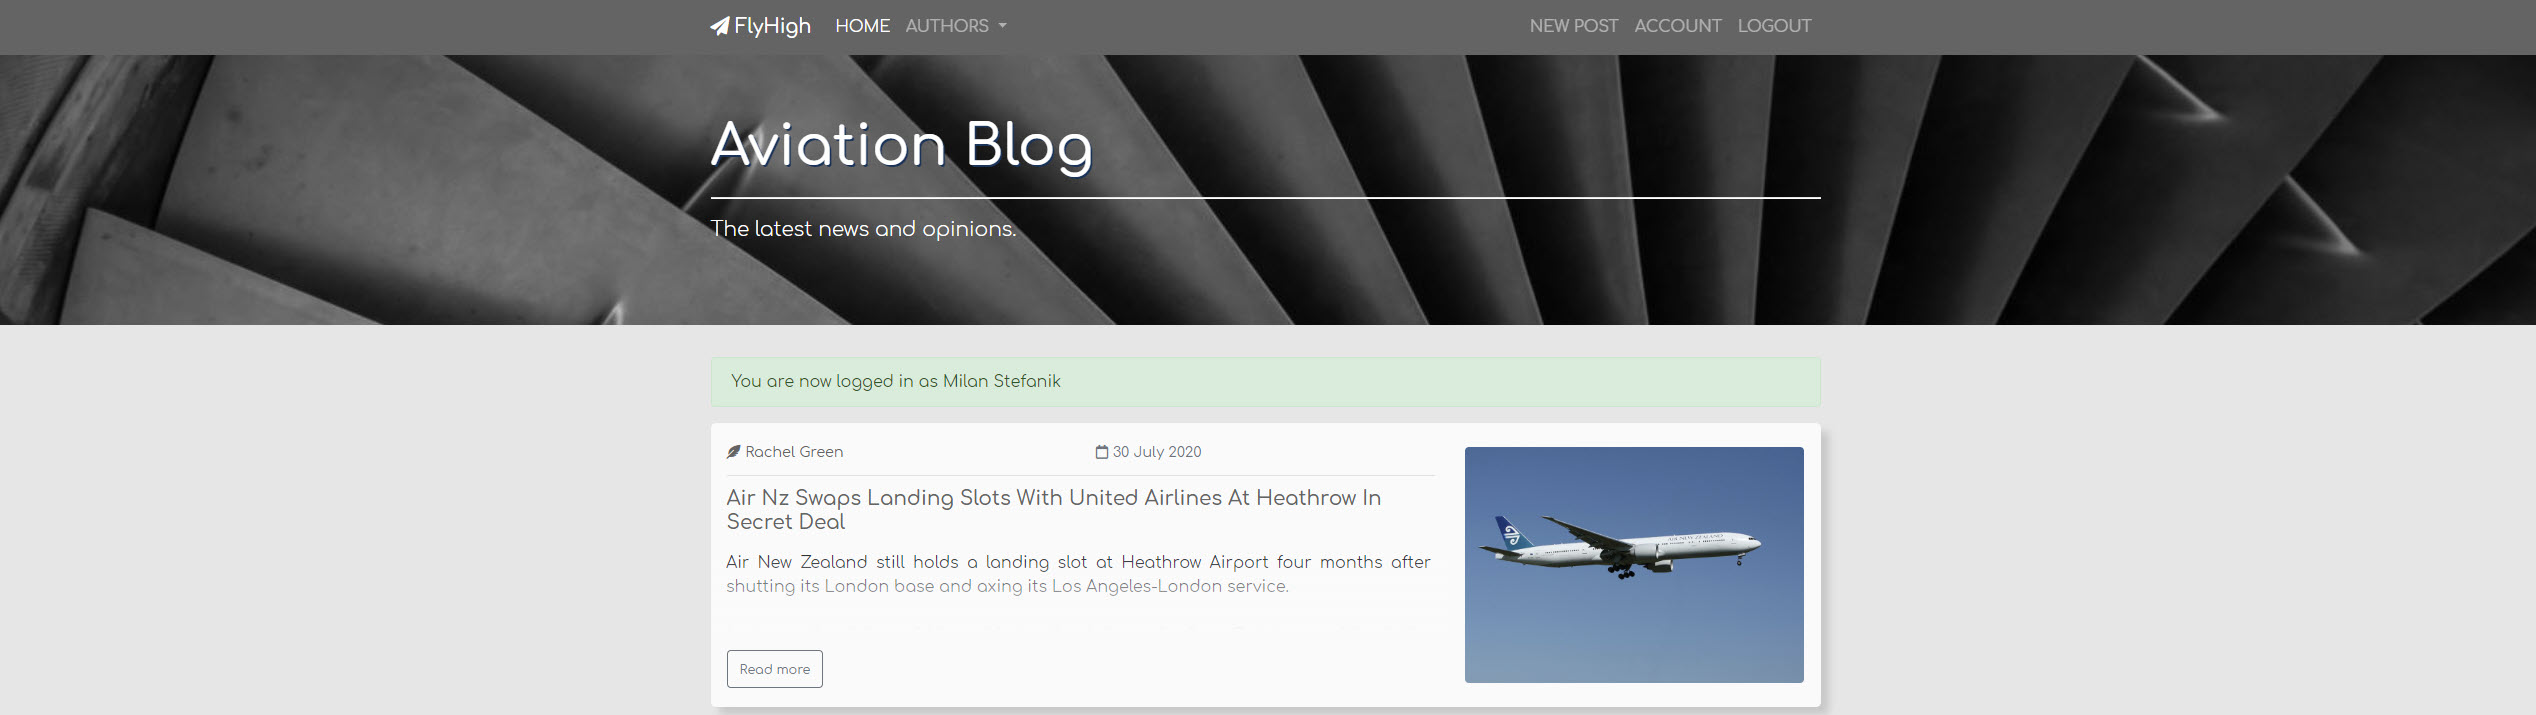 FlyHigh HOME AUTHORS NEW POST ACCOUNT LOGOUT
Aviation Blog
The latest news and opinions.
You are now logged in as Milan Stefanik
Rachel Green 30 July 2020
Air Nz Swaps Landing Slots With United Airlines At Heathrow In
Secret Deal
Air New Zealand still holds a landing slot at Heathrow Airport four months after
shutting its London base and axing its Los Angeles-London service.
AIR NEW ZEALAND
Read more